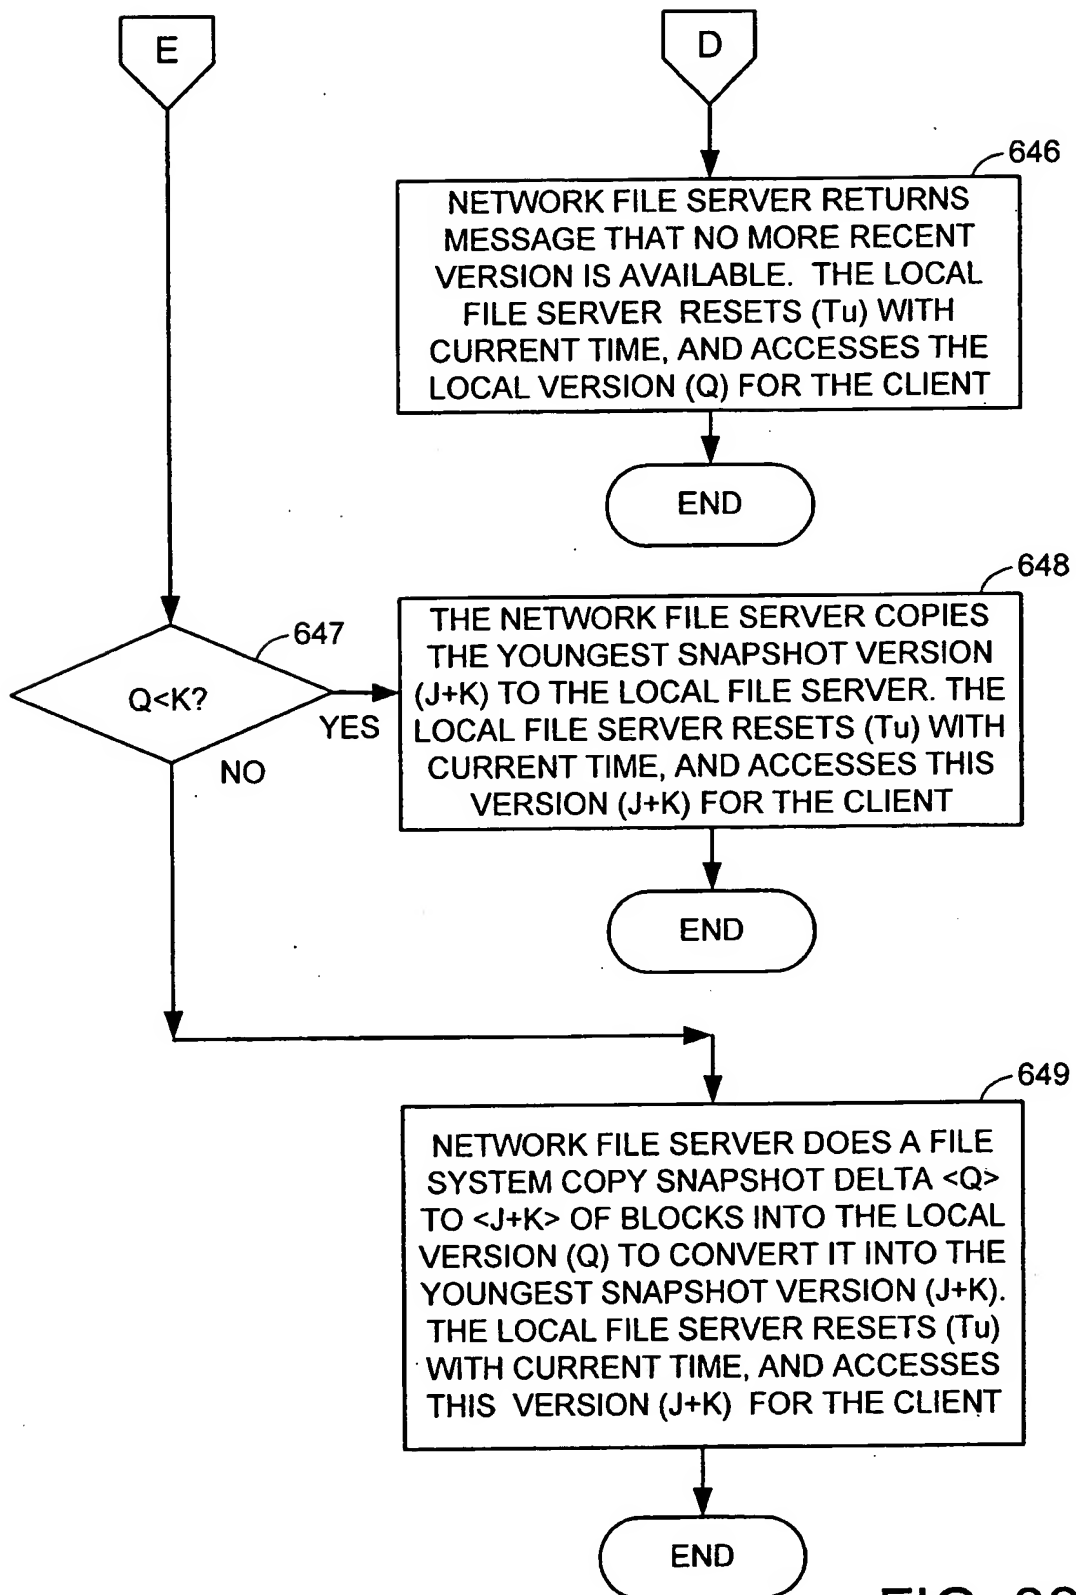 E
D
646
NETWORK FILE SERVER RETURNS
MESSAGE THAT NO MORE RECENT
VERSION IS AVAILABLE. THE LOCAL
FILE SERVER RESETS (Tu) WITH
CURRENT TIME, AND ACCESSES THE
LOCAL VERSION (Q) FOR THE CLIENT
END
647
Q<K?
YES
NO
648
THE NETWORK FILE SERVER COPIES
THE YOUNGEST SNAPSHOT VERSION
(J+K) TO THE LOCAL FILE SERVER. THE
LOCAL FILE SERVER RESETS (Tu) WITH
CURRENT TIME, AND ACCESSES THIS
VERSION (J+K) FOR THE CLIENT
END
649
NETWORK FILE SERVER DOES A FILE
SYSTEM COPY SNAPSHOT DELTA <Q>
TO <J+K> OF BLOCKS INTO THE LOCAL
VERSION (Q) TO CONVERT IT INTO THE
YOUNGEST SNAPSHOT VERSION (J+K).
THE LOCAL FILE SERVER RESETS (Tu)
WITH CURRENT TIME, AND ACCESSES
THIS VERSION (J+K) FOR THE CLIENT
END